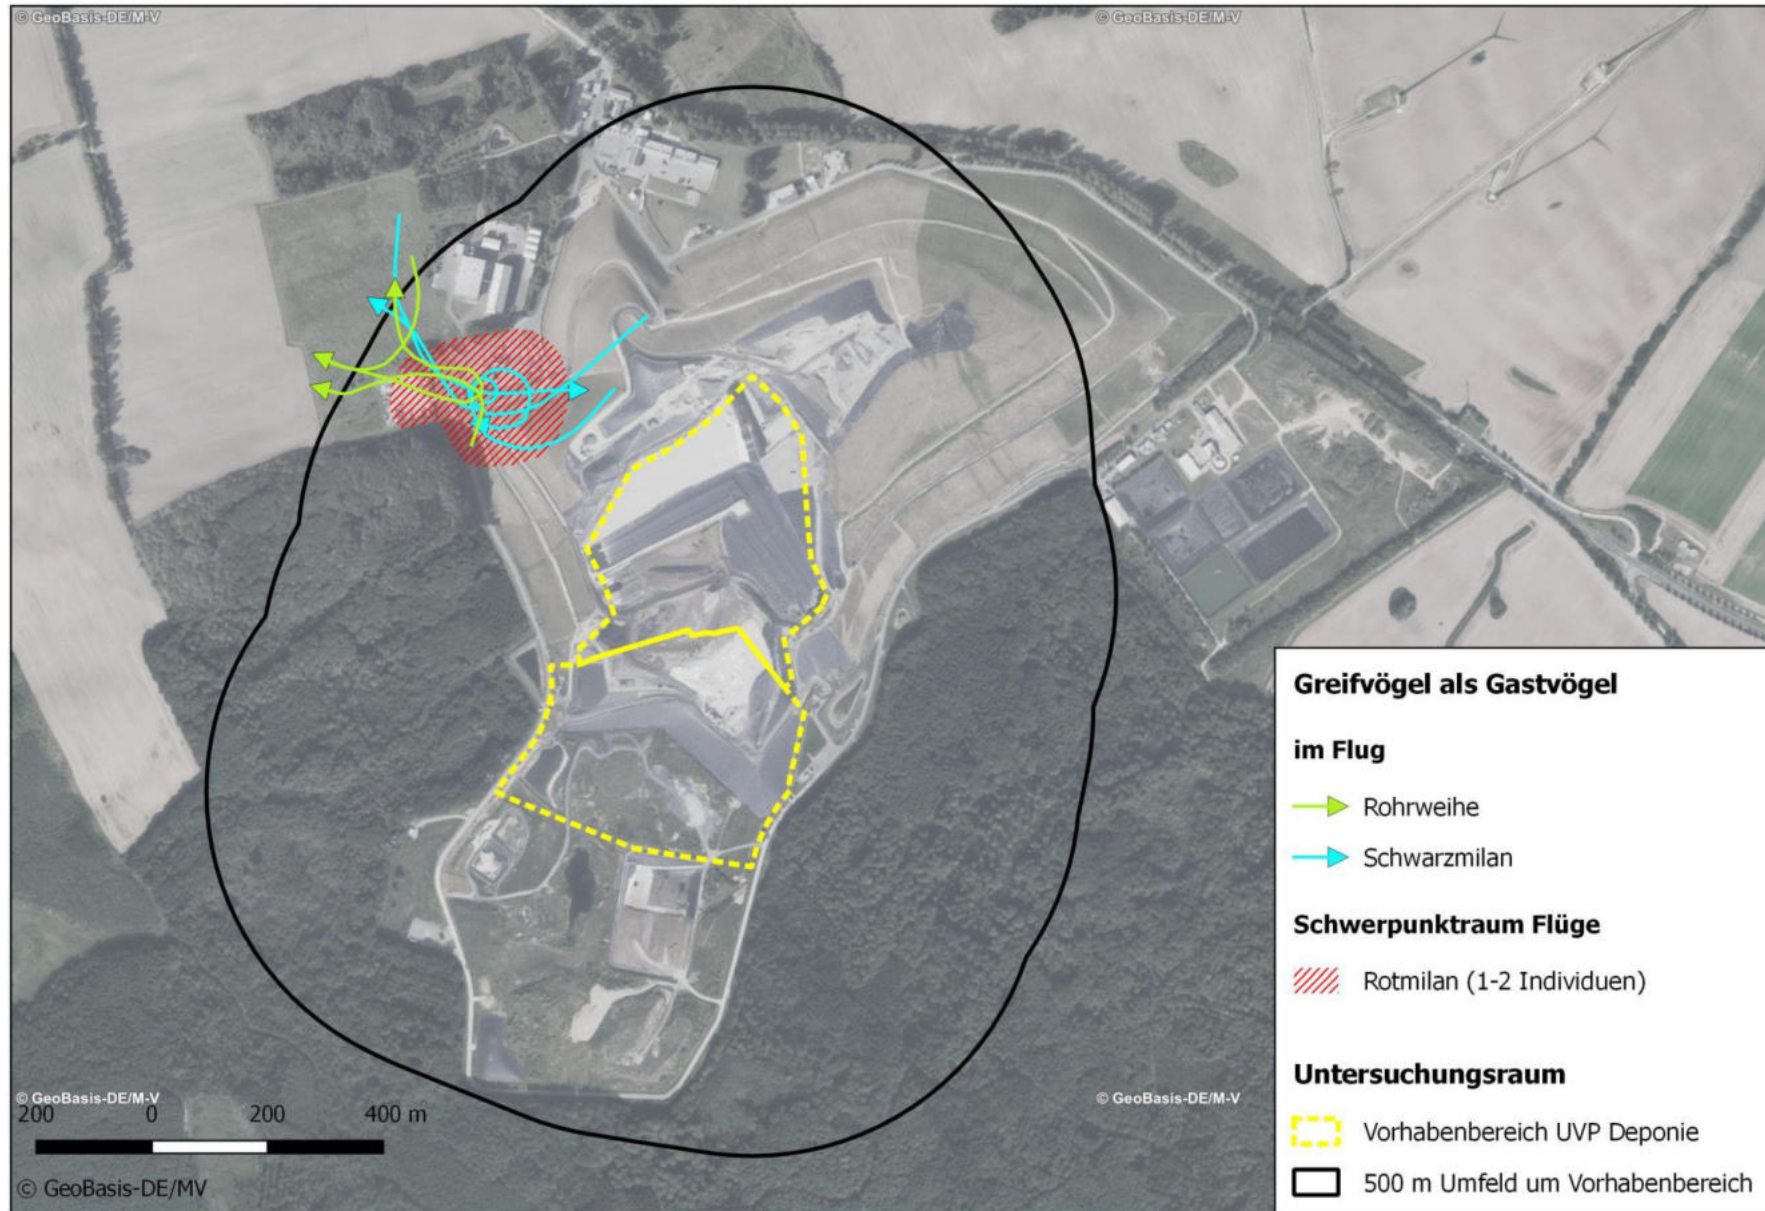 © GeoBasis-DE/M-V
© GeoBasis-DE/M-V
Greifvögel als Gastvögel
im Flug
Rohrweihe
Schwarzmilan
Schwerpunktraum Flüge
Rotmilan (1-2 Individuen)
Untersuchungsraum
Vorhabenbereich UVP Deponie
500 m Umfeld um Vorhabenbereich
© GeoBasis-DE/M-V
© GeoBasis-DE/M-V
200 0 200 400 m
© GeoBasis-DE/MV